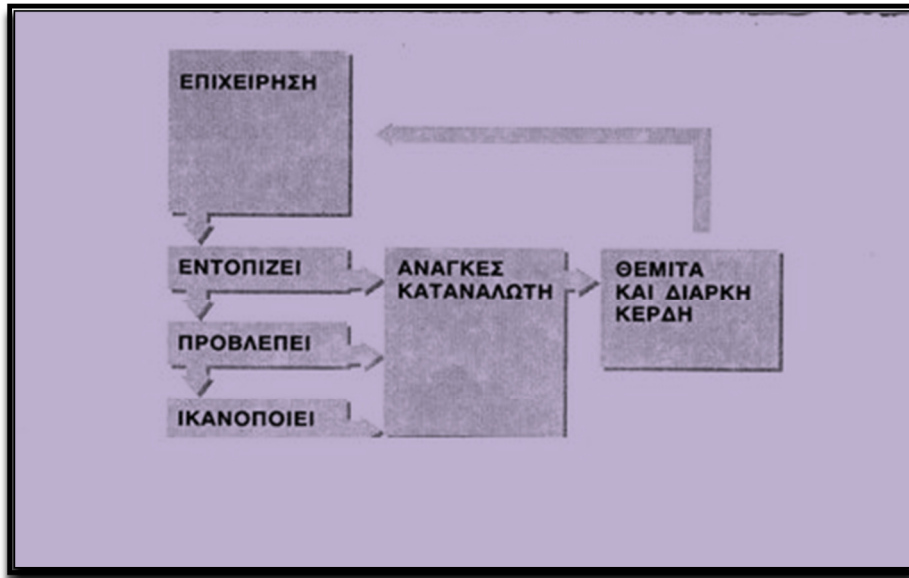 ΕΠΙΧΕΙΡΗΣΗ
ΕΝΤΟΠΙΖΕΙ
ΠΡΟΒΛΕΠΕΙ
ΙΚΑΝΟΠΟΙΕΙ
ΑΝΑΓΚΕΣ
ΚΑΤΑΝΑΛΩΤΗ
ΘΕΜΙΤΑ
ΚΑΙ ΔΙΑΡΚΗ
ΚΕΡΔΗ